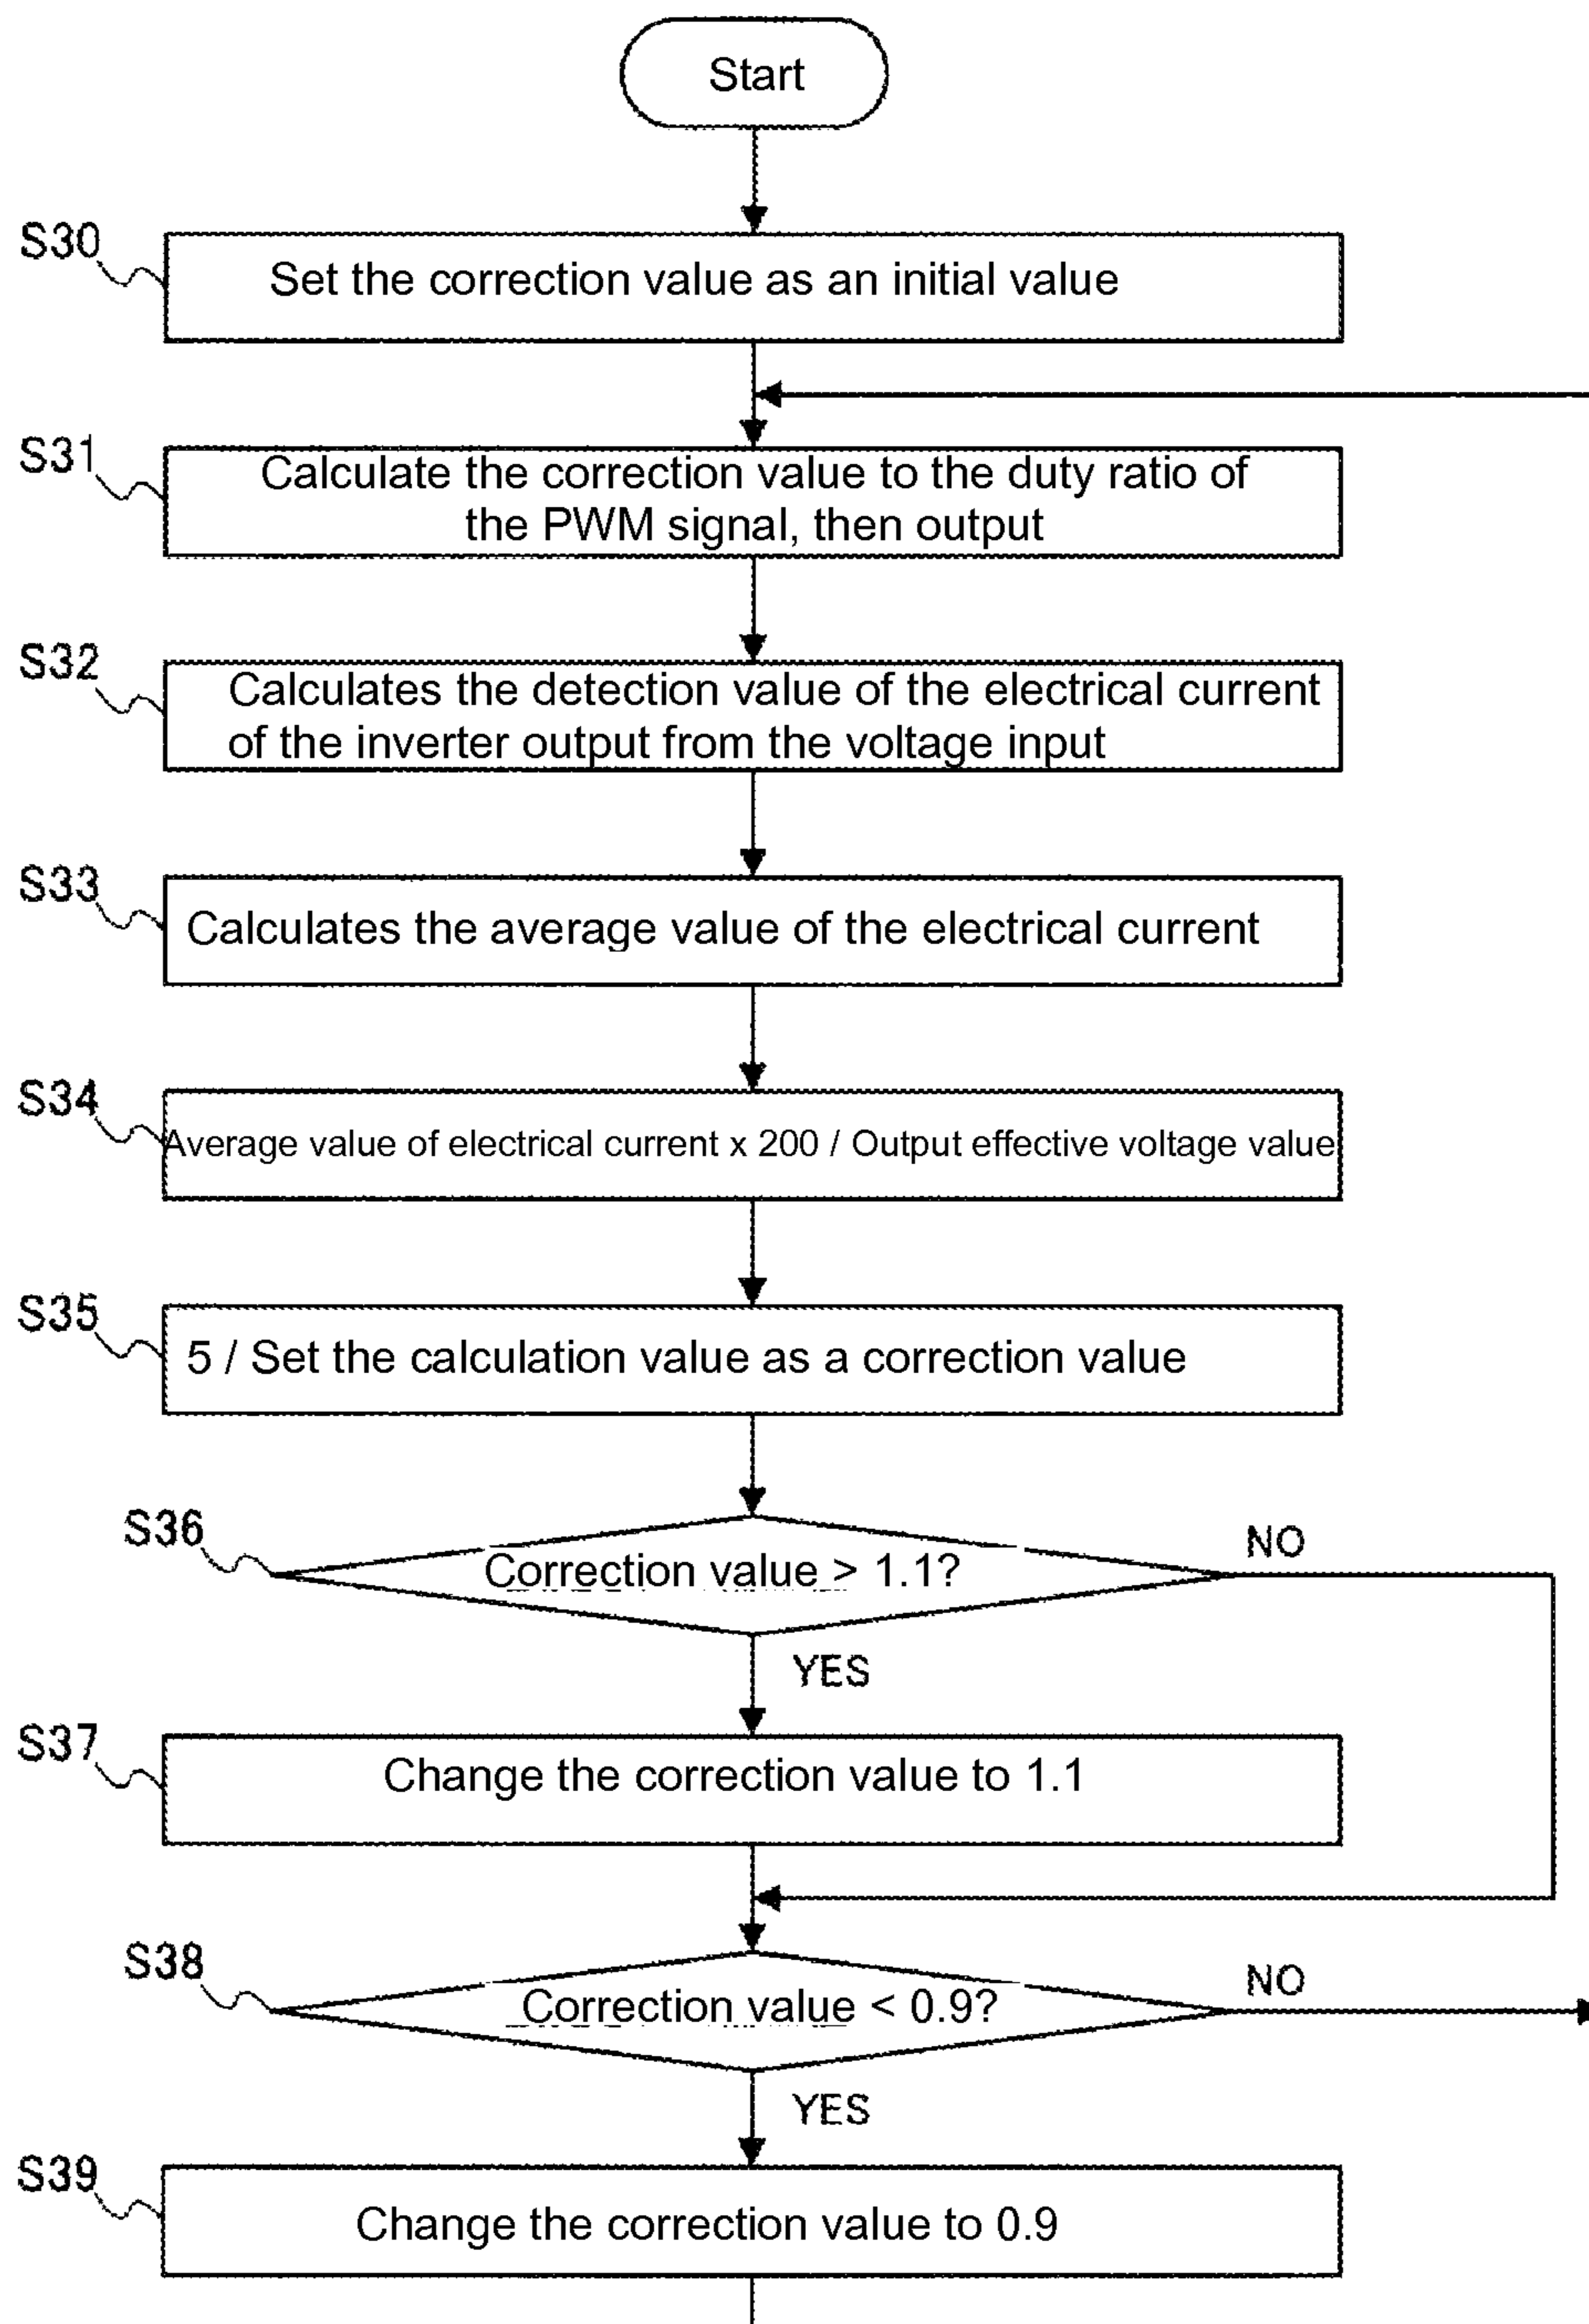 Start
S30
Set the correction value as an initial value
S31
Calculate the correction value to the duty ratio of
the PWM signal, then output
S32
Calculates the detection value of the electrical current
of the inverter output from the voltage input
S33
Calculates the average value of the electrical current
S34
Average value of electrical current x 200 / Output effective voltage value
S35
5 / Set the calculation value as a correction value
S36
Correction value > 1.1?
NO
YES
S37
Change the correction value to 1.1
S38
Correction value < 0.9?
NO
YES
S39
Change the correction value to 0.9